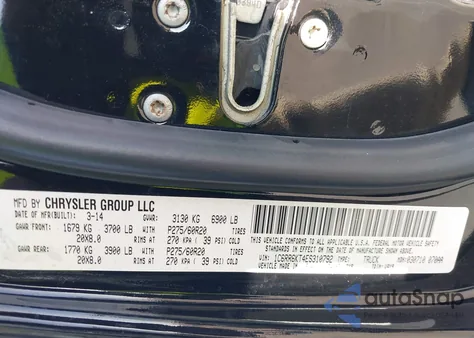 MFD BY CHRYSLER GROUP LLC
DATE OF MFR(BUILT): 3-14 GVWR: 3130 KG 6900 LB
GAWR FRONT: 1679 KG 3700 LB WITH P275/60R20 TIRES
20X8.0 RIMS AT 270 KPA( 39 PSI) COLD
GAWR REAR: 1770 KG 3900 LB WITH P275/60R20 TIRES
20X8.0 RIMS AT 270 KPA( 39 PSI) COLD
THIS VEHICLE CONFORMS TO ALL APPLICABLE U.S.A. FEDERAL MOTOR VEHICLE SAFETY
STANDARDS IN EFFECT ON THE DATE OF MANUFACTURE SHOWN ABOVE.
VIN: 1C6RR6KT4ES310792 TYPE: TRUCK
autoSnap